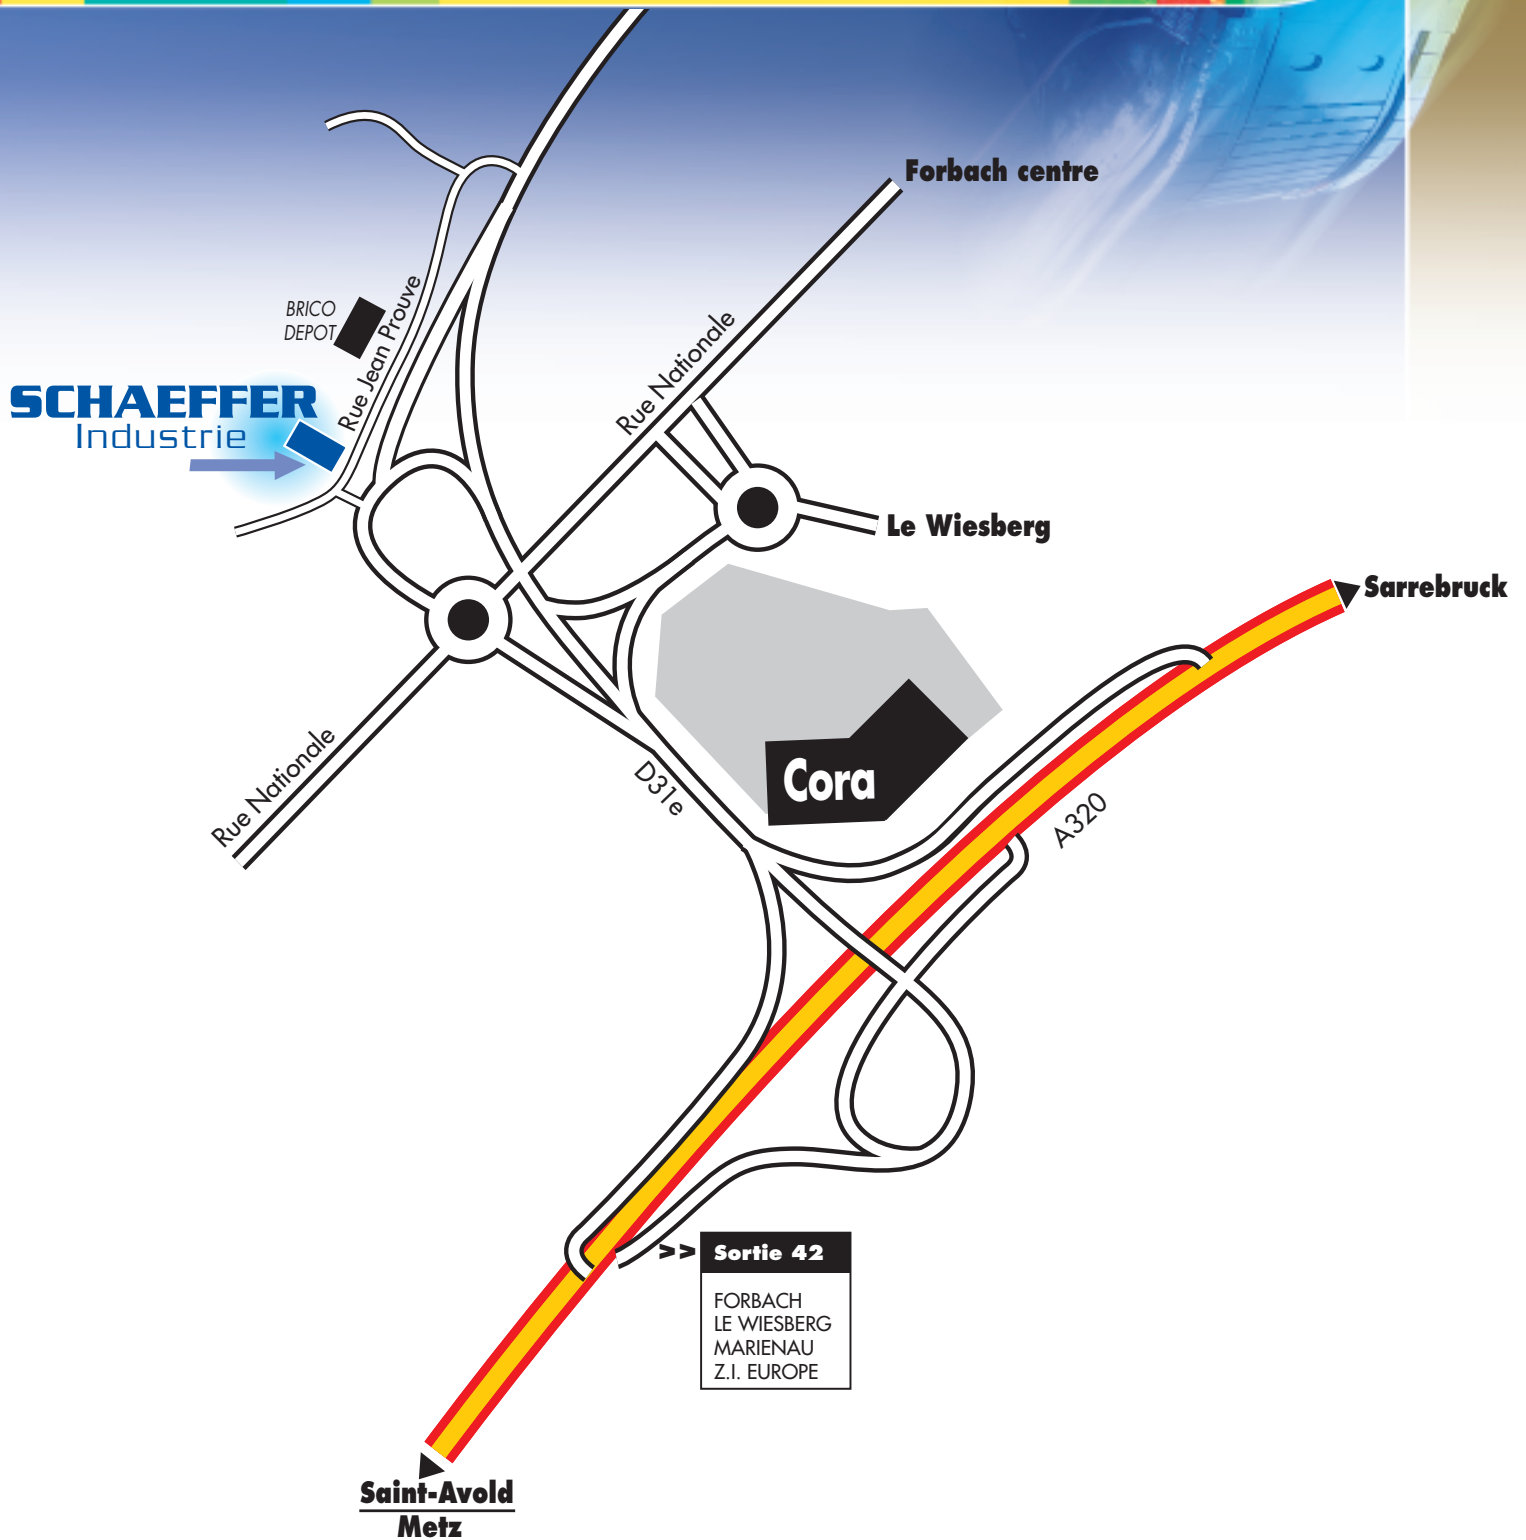 Forbach centre
BRICO
DEPOT
Rue Jean Prouve
Rue Nationale
SCHAEFFER
Industrie
Le Wiesberg
Sarrebruck
Rue Nationale
D31e
Cora
A320
>> Sortie 42
FORBACH
LE WIESBERG
MARIENAU
Z.I. EUROPE
Saint-Avold
Metz